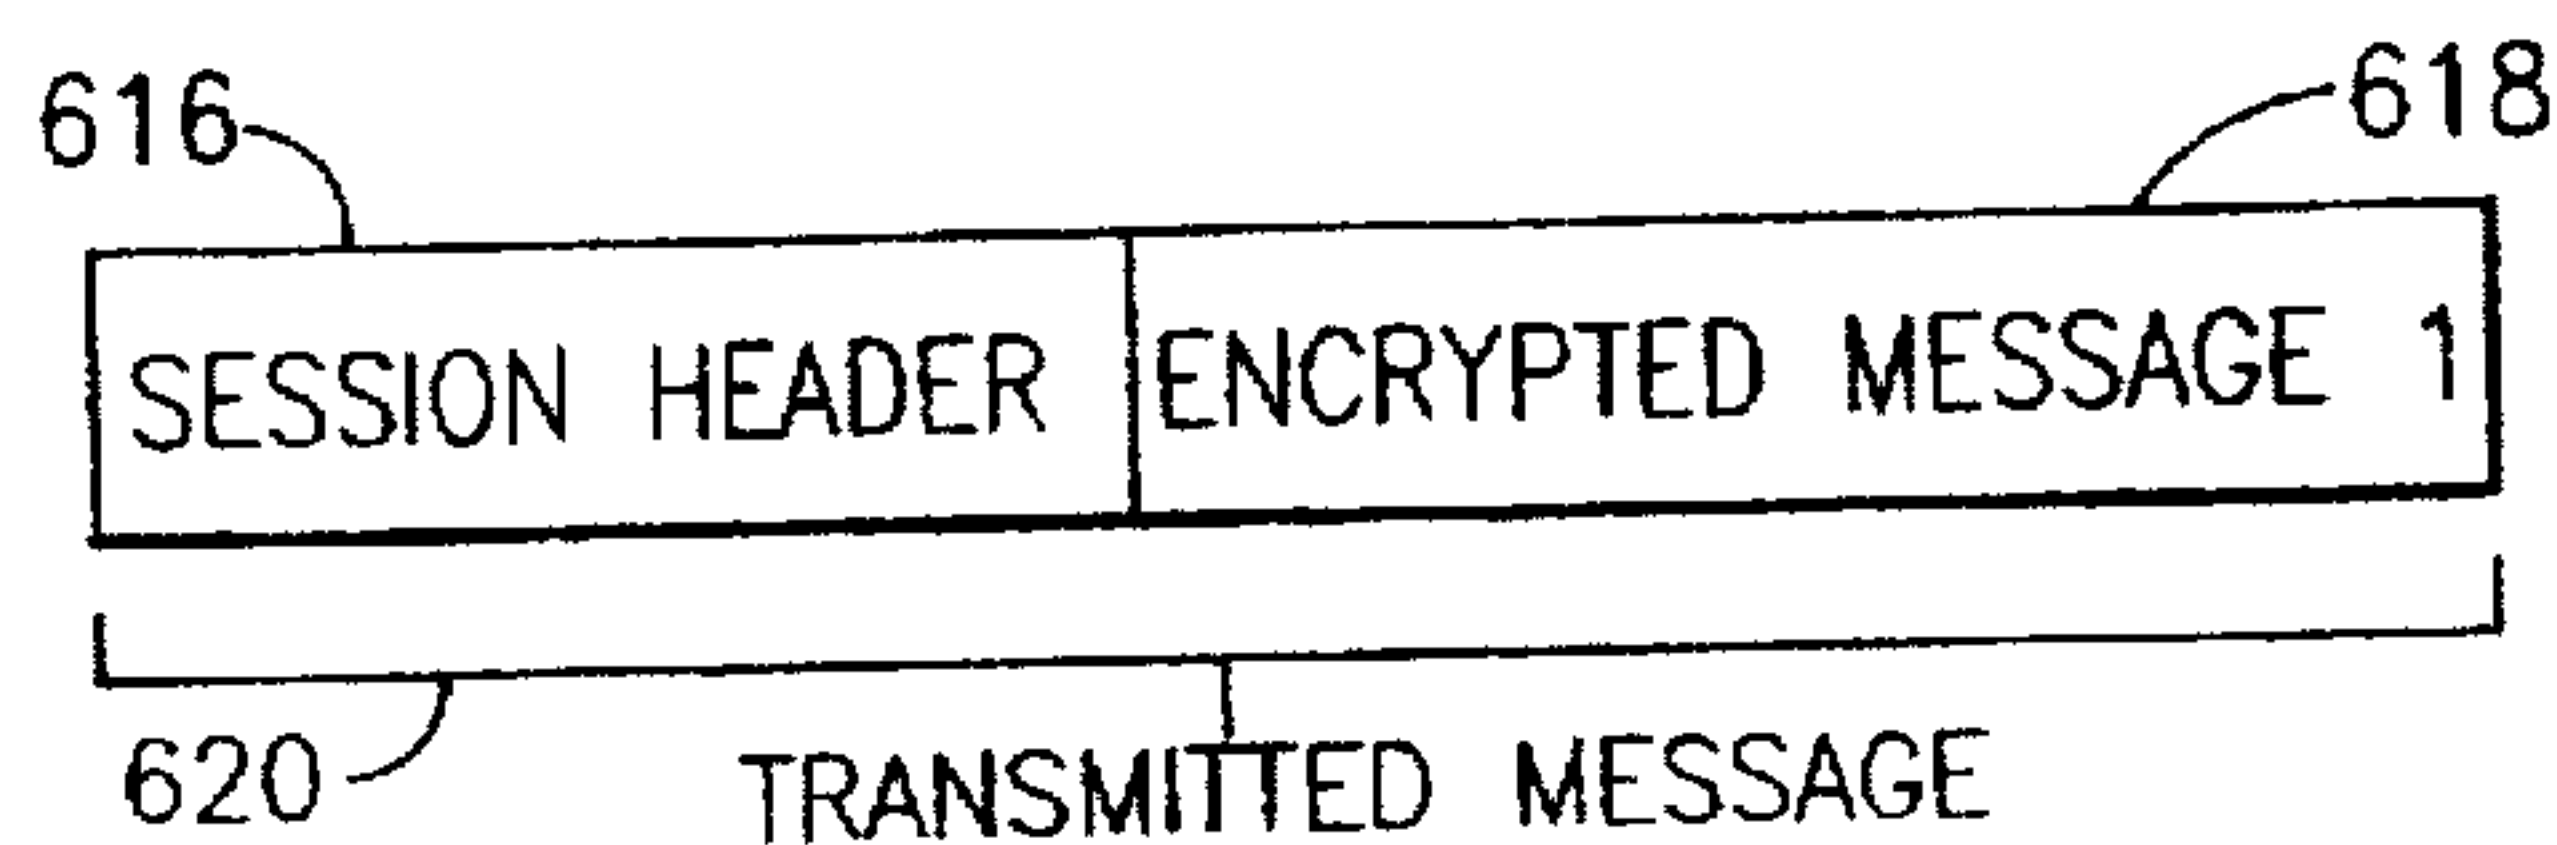 616 618
SESSION HEADER ENCRYPTED MESSAGE 1
620 TRANSMITTED MESSAGE